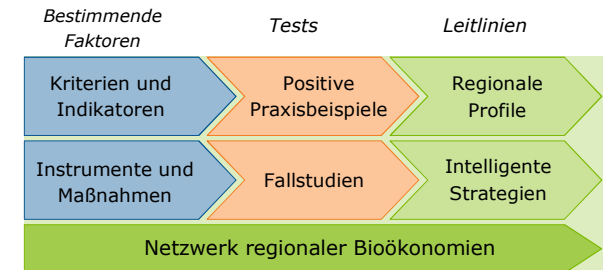 Bestimmende
Faktoren
Tests
Leitlinien
Kriterien und
Indikatoren
Positive
Praxisbeispiele
Regionale
Profile
Instrumente und
Maßnahmen
Fallstudien
Intelligente
Strategien
Netzwerk regionaler Bioökonomien